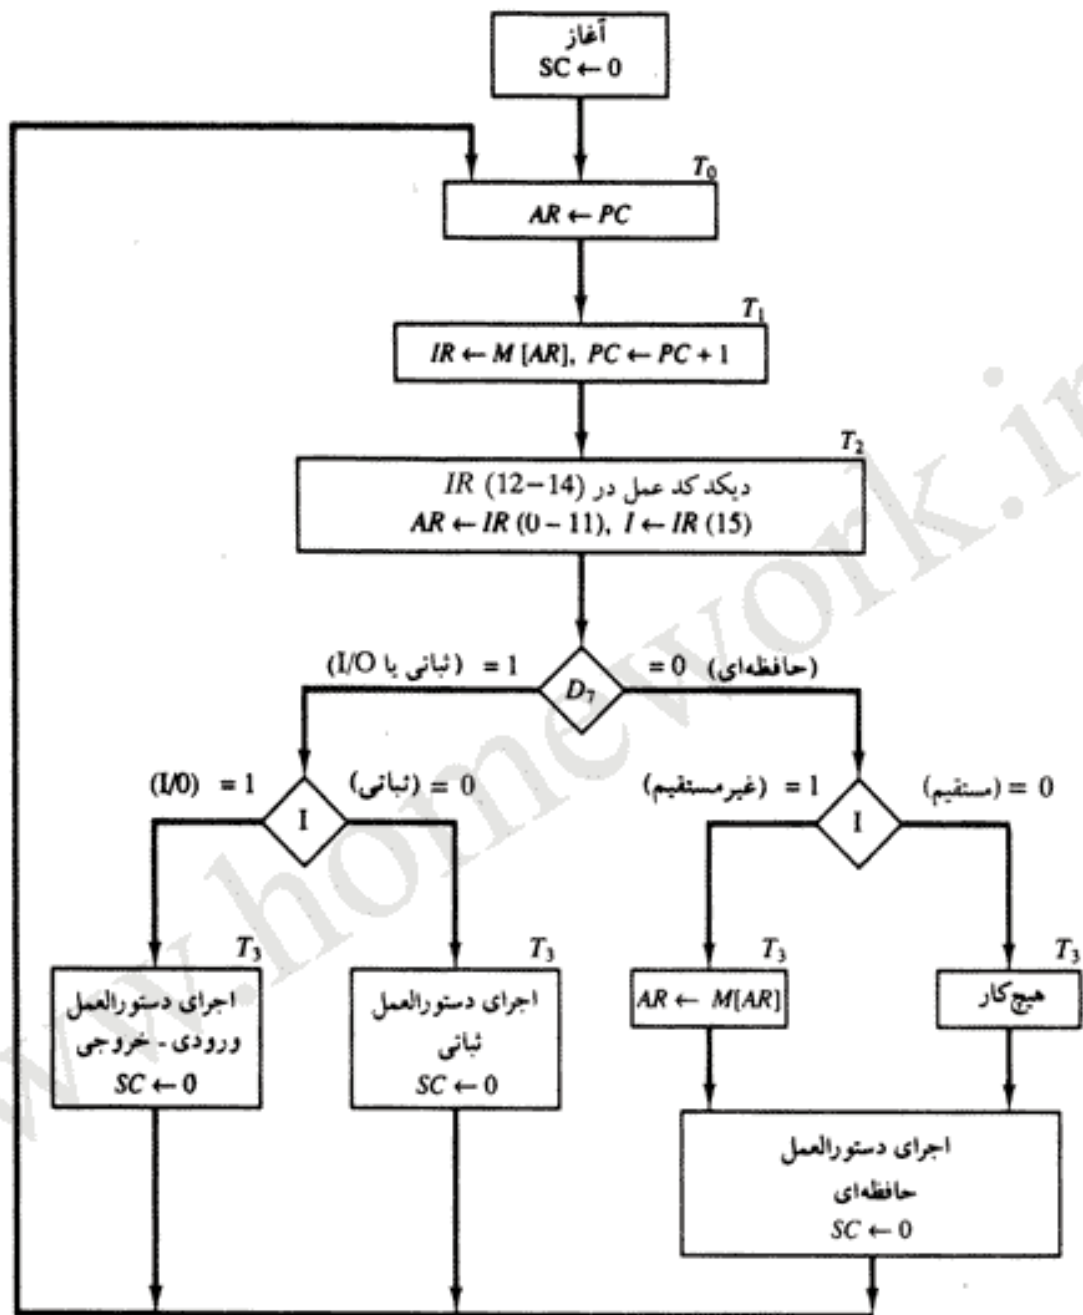 آغاز
SC ← 0
T₀
AR ← PC
T₁
IR ← M [AR], PC ← PC + 1
T₂
دیکد کد عمل در IR (12–14)
AR ← IR (0 – 11), I ← IR (15)
(ثباتی یا I/O) = 1
D₇
= 0 (حافظه‌ای)
(I/0) = 1
I
(ثباتی) = 0
(غیرمستقیم) = 1
I
(مستقیم) = 0
T₃
اجرای دستورالعمل
ورودی - خروجی
SC ← 0
T₃
اجرای دستورالعمل
ثباتی
SC ← 0
T₃
AR ← M[AR]
T₃
هیچ‌کار
اجرای دستورالعمل
حافظه‌ای
SC ← 0
www.homework.ir